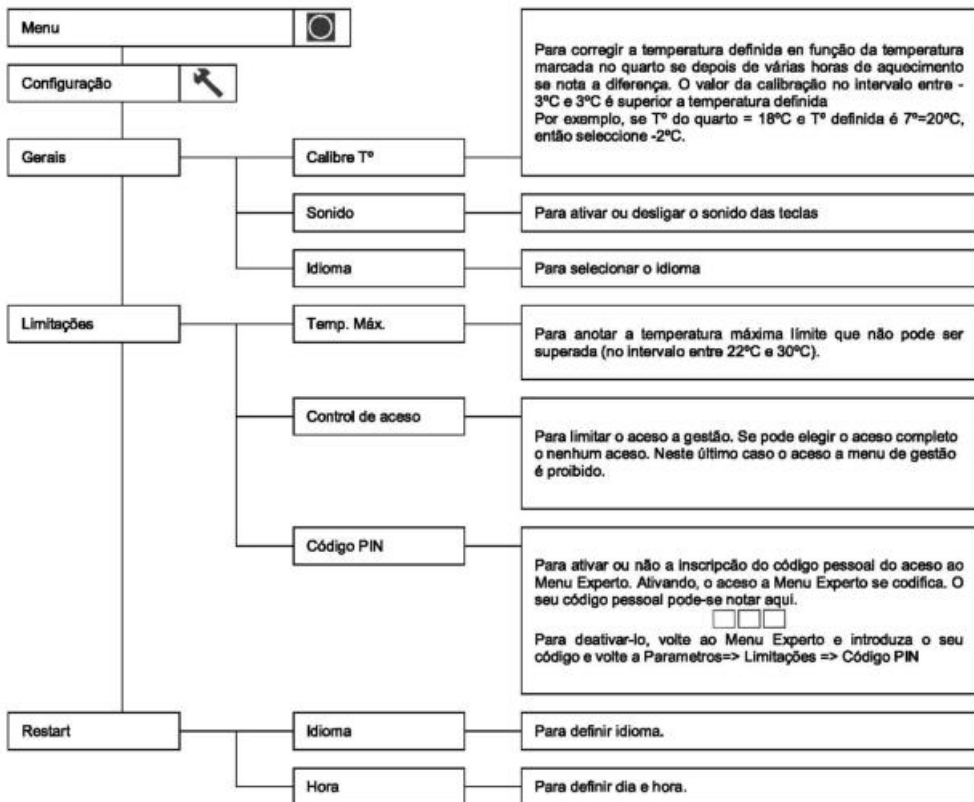 Menu
Configuração
Gerais
Calibre Tº
Para corregir a temperatura definida en função da temperatura
marcada no quarto se depois de várias horas de aquecimento
se nota a diferença. O valor da calibração no intervalo entre -
3ºC e 3ºC é superior a temperatura definida
Por exemplo, se Tº do quarto = 18ºC e Tº definida é 7º=20ºC,
então seleccione -2ºC.
Sonido
Para ativar ou desligar o sonido das teclas
Idioma
Para selecionar o idioma
Limitações
Temp. Máx.
Para anotar a temperatura máxima límite que não pode ser
superada (no intervalo entre 22ºC e 30ºC).
Control de aceso
Para limitar o aceso a gestão. Se pode elegir o aceso completo
o nenhum aceso. Neste último caso o aceso a menu de gestão
é proibido.
Código PIN
Para ativar ou não a inscripcão do código pessoal do aceso ao
Menu Experto. Ativando, o aceso a Menu Experto se codifica. O
seu código pessoal pode-se notar aqui.
Para deativar-lo, volte ao Menu Experto e introduza o seu
código e volte a Parametros=> Limitações => Código PIN
Restart
Idioma
Para definir idioma.
Hora
Para definir dia e hora.